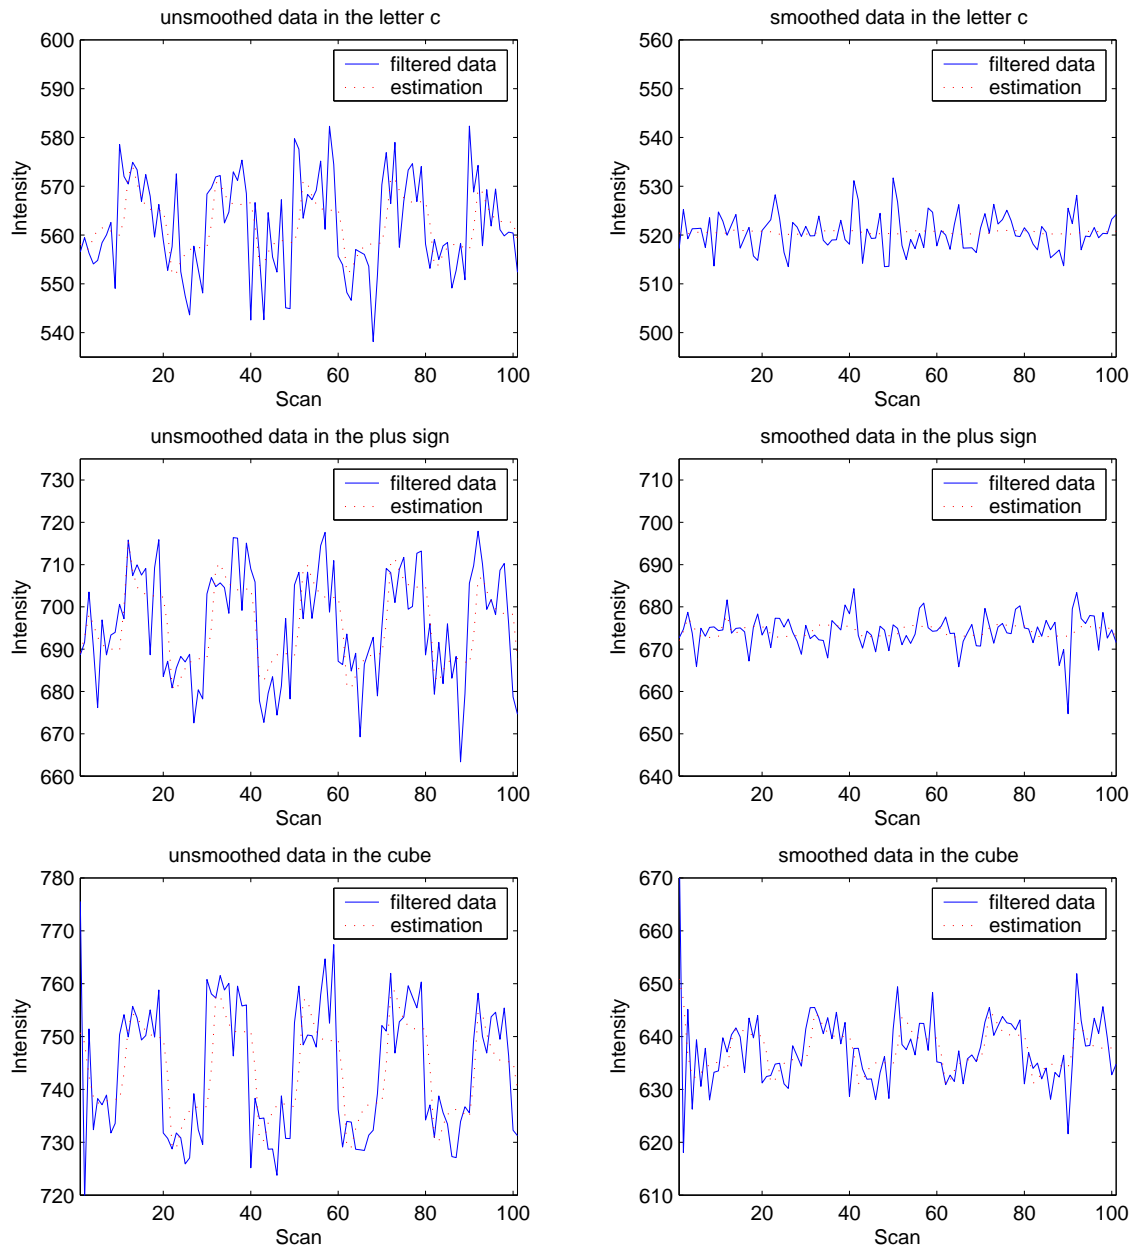 unsmoothed data in the letter c
600
590
580
570
560
550
540
Intensity
filtered data
estimation
20 40 60 80 100
Scan
smoothed data in the letter c
560
550
540
530
520
510
500
Intensity
filtered data
estimation
20 40 60 80 100
Scan
unsmoothed data in the plus sign
730
720
710
700
690
680
670
660
Intensity
filtered data
estimation
20 40 60 80 100
Scan
smoothed data in the plus sign
710
700
690
680
670
660
650
640
Intensity
filtered data
estimation
20 40 60 80 100
Scan
unsmoothed data in the cube
780
770
760
750
740
730
720
Intensity
filtered data
estimation
20 40 60 80 100
Scan
smoothed data in the cube
670
660
650
640
630
620
610
Intensity
filtered data
estimation
20 40 60 80 100
Scan